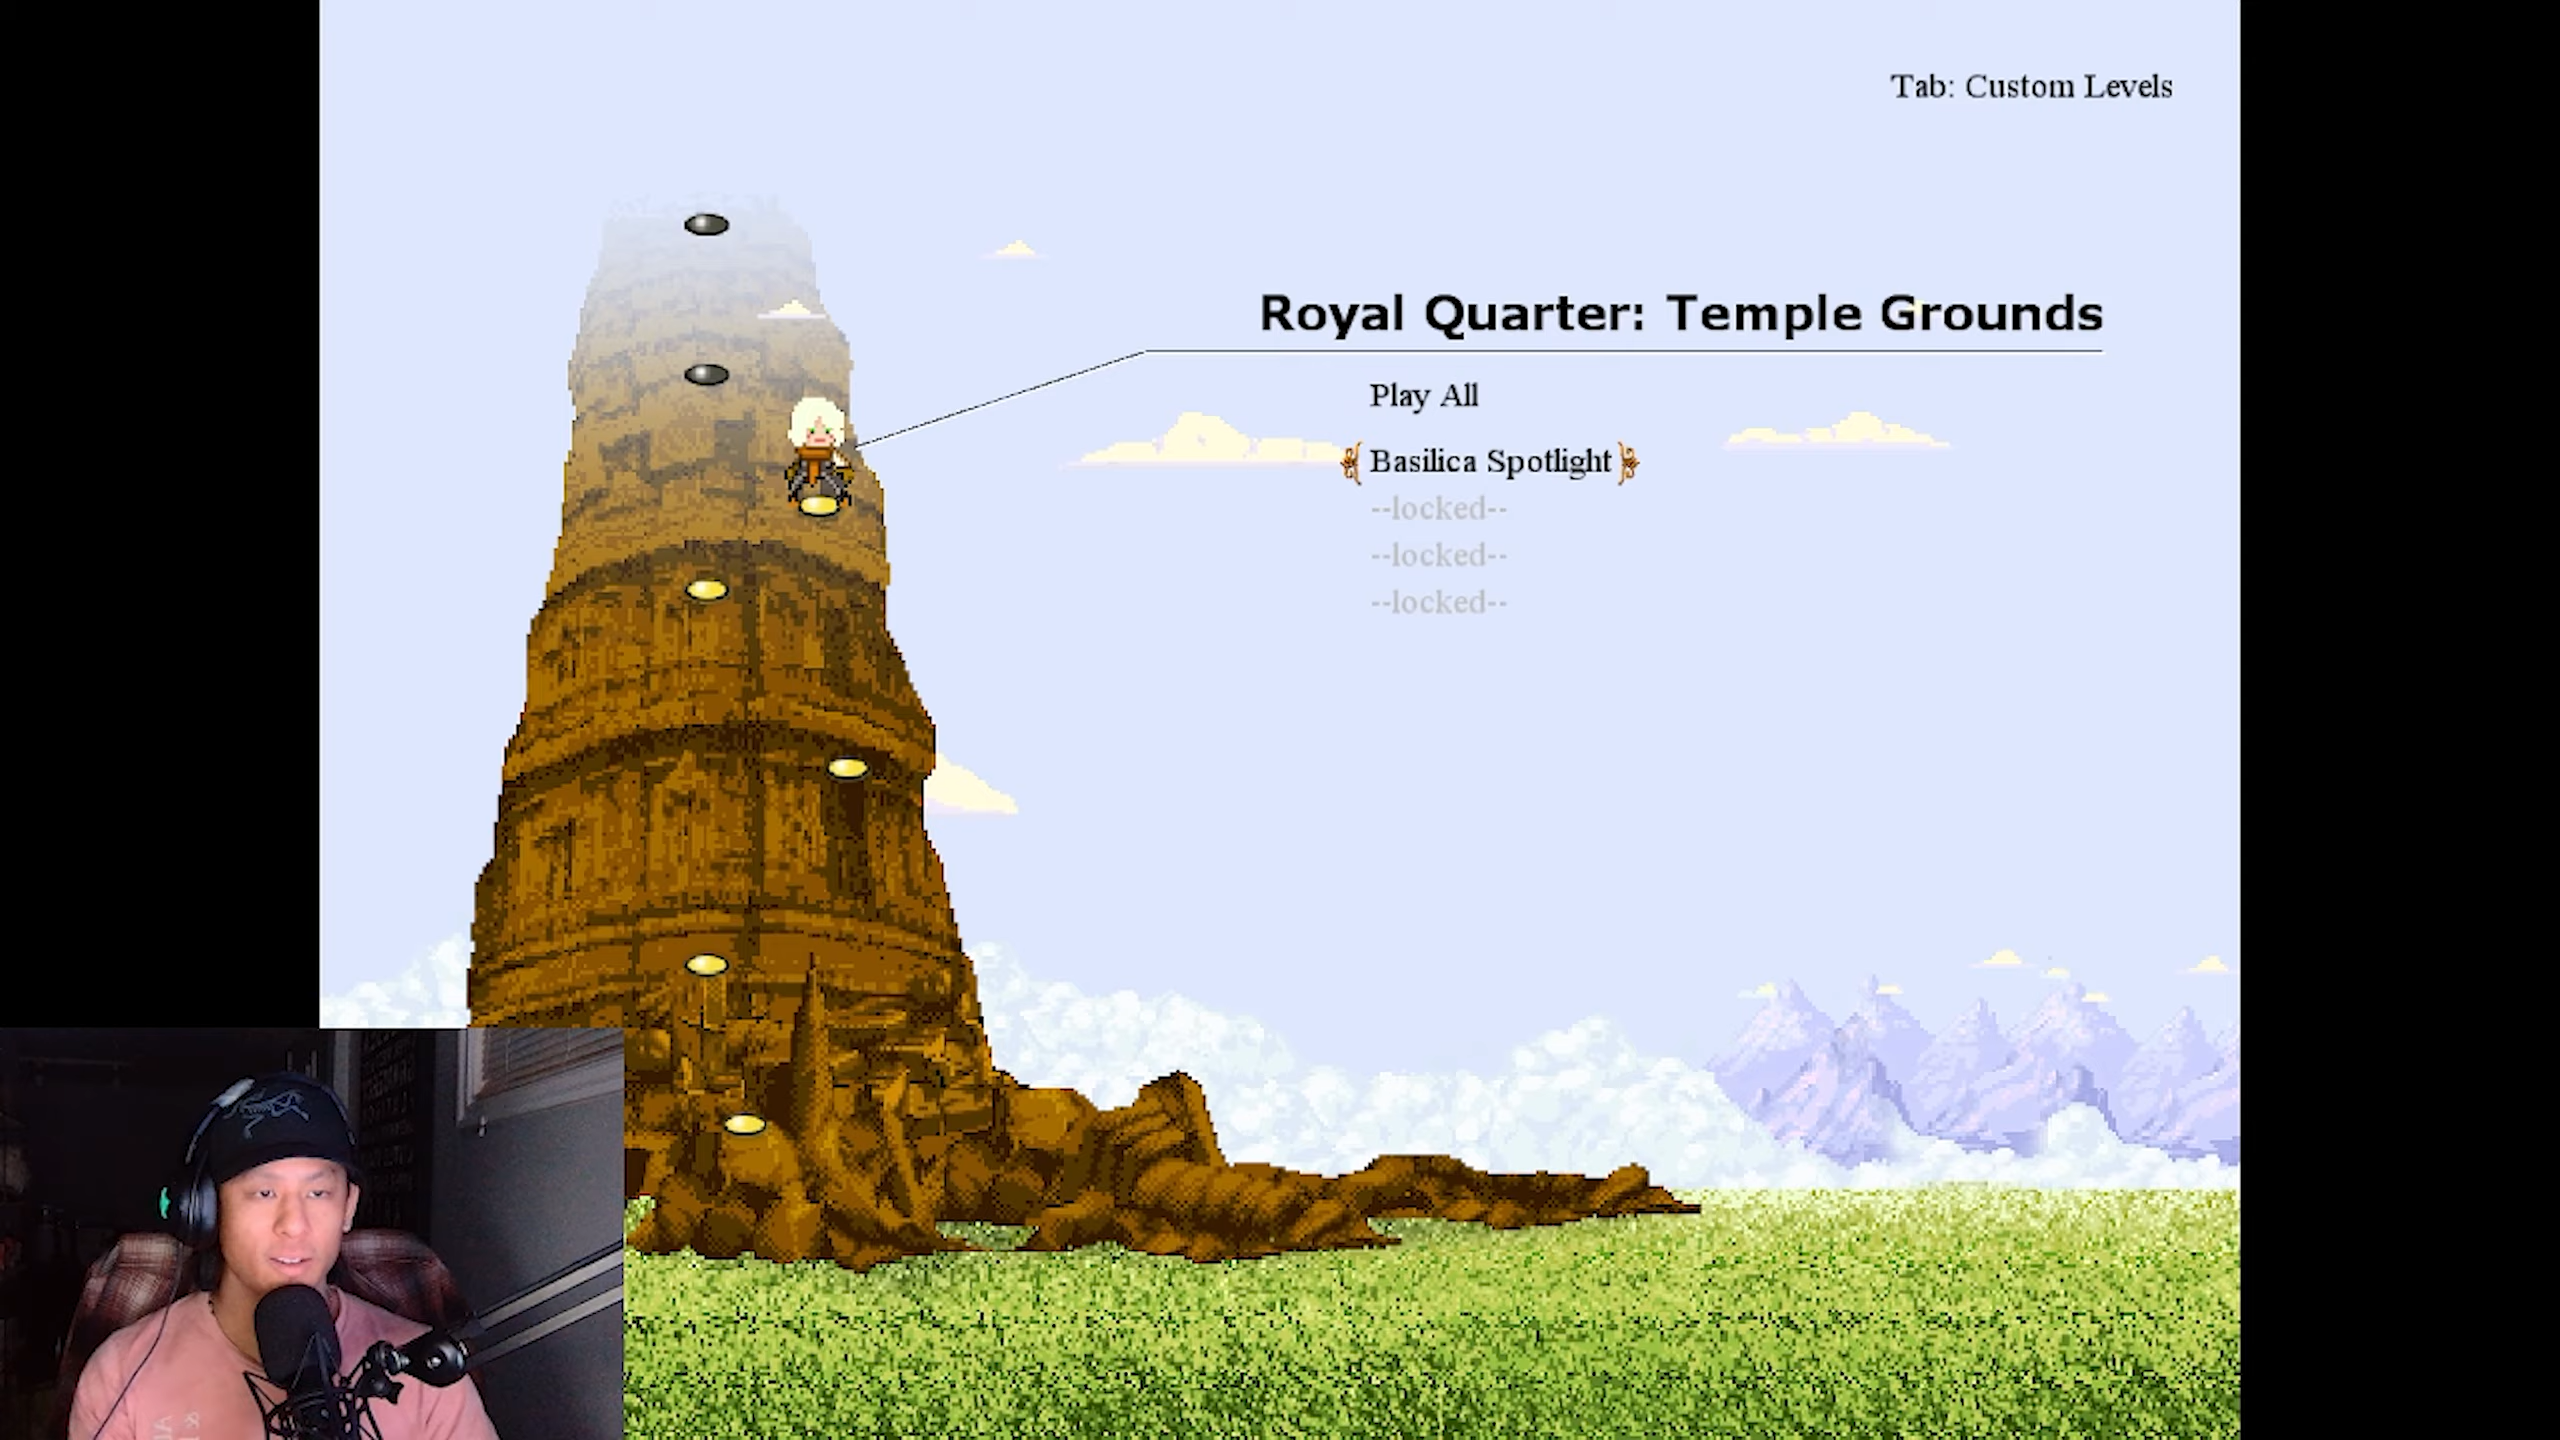 Tab: Custom Levels
Royal Quarter: Temple Grounds
Play All
Basilica Spotlight
--locked--
--locked--
--locked--